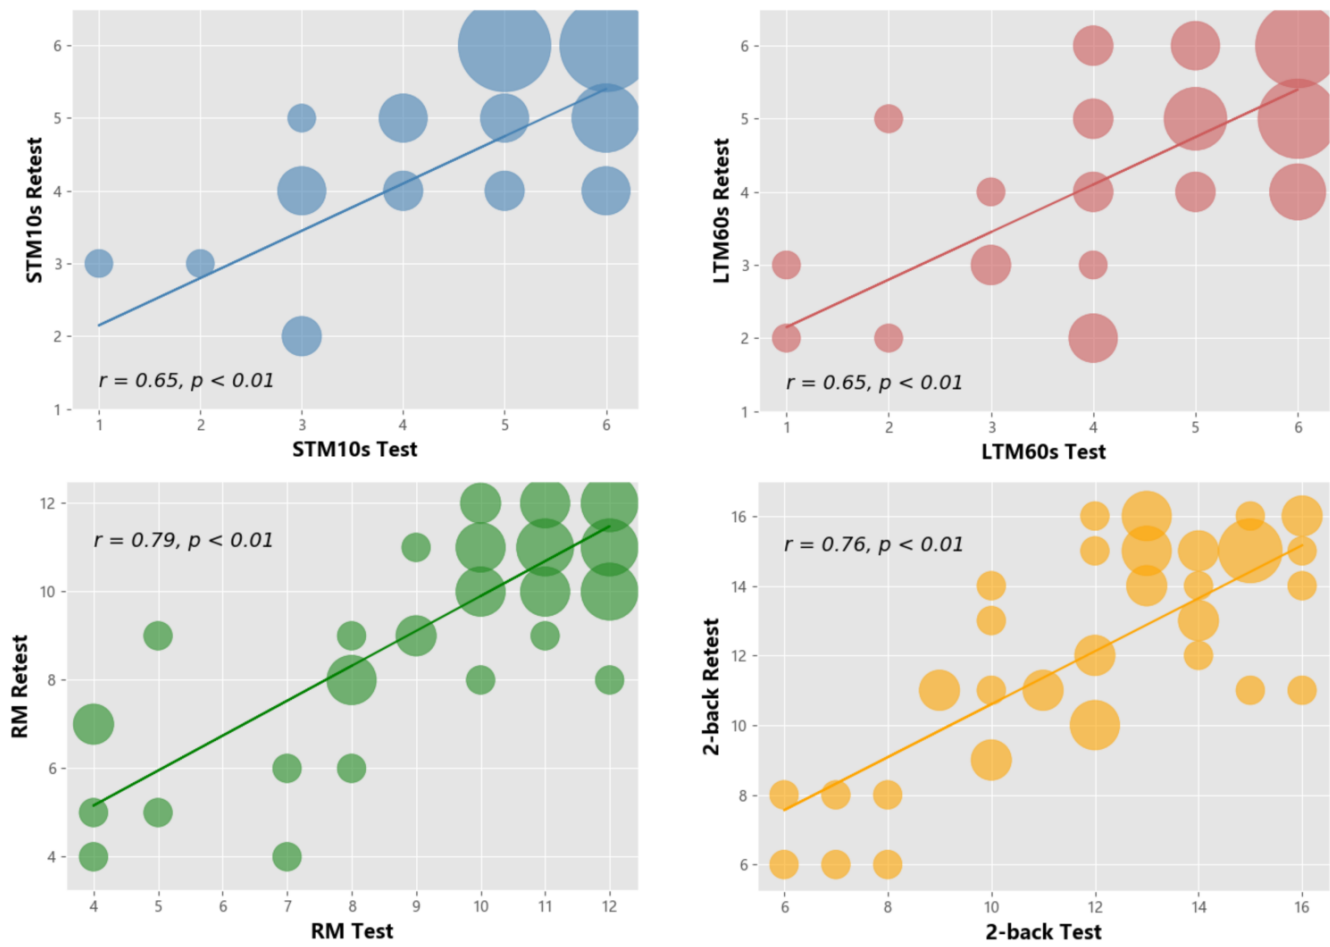 6
5
4
3
2
1
STM10s Retest
r = 0.65, p < 0.01
1 2 3 4 5 6
STM10s Test
6
5
4
3
2
1
LTM60s Retest
r = 0.65, p < 0.01
1 2 3 4 5 6
LTM60s Test
12
10
8
6
4
RM Retest
r = 0.79, p < 0.01
4 5 6 7 8 9 10 11 12
RM Test
16
14
12
10
8
6
2-back Retest
r = 0.76, p < 0.01
6 8 10 12 14 16
2-back Test